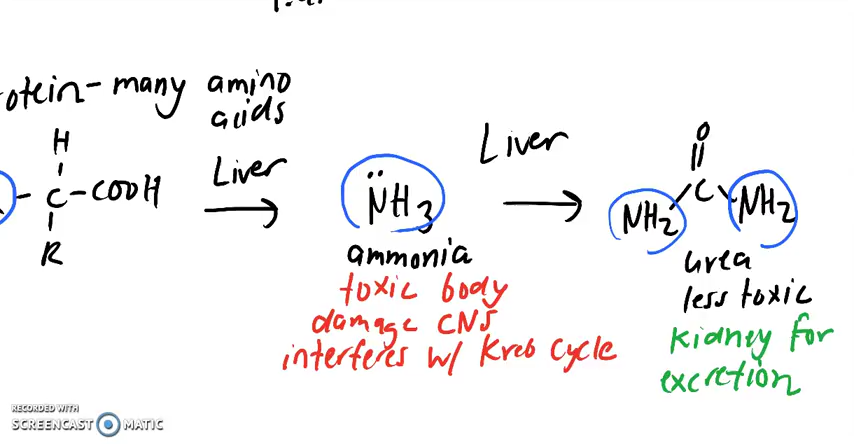 rotein - many amino
acids
H
C - COOH
R
Liver
NH3
ammonia
toxic body
damage CNS
interferes w/ Kreb cycle
Liver
O
C
NH2
NH2
urea
less toxic
kidney for
excretion
RECORDED WITH
SCREENCAST MATIC